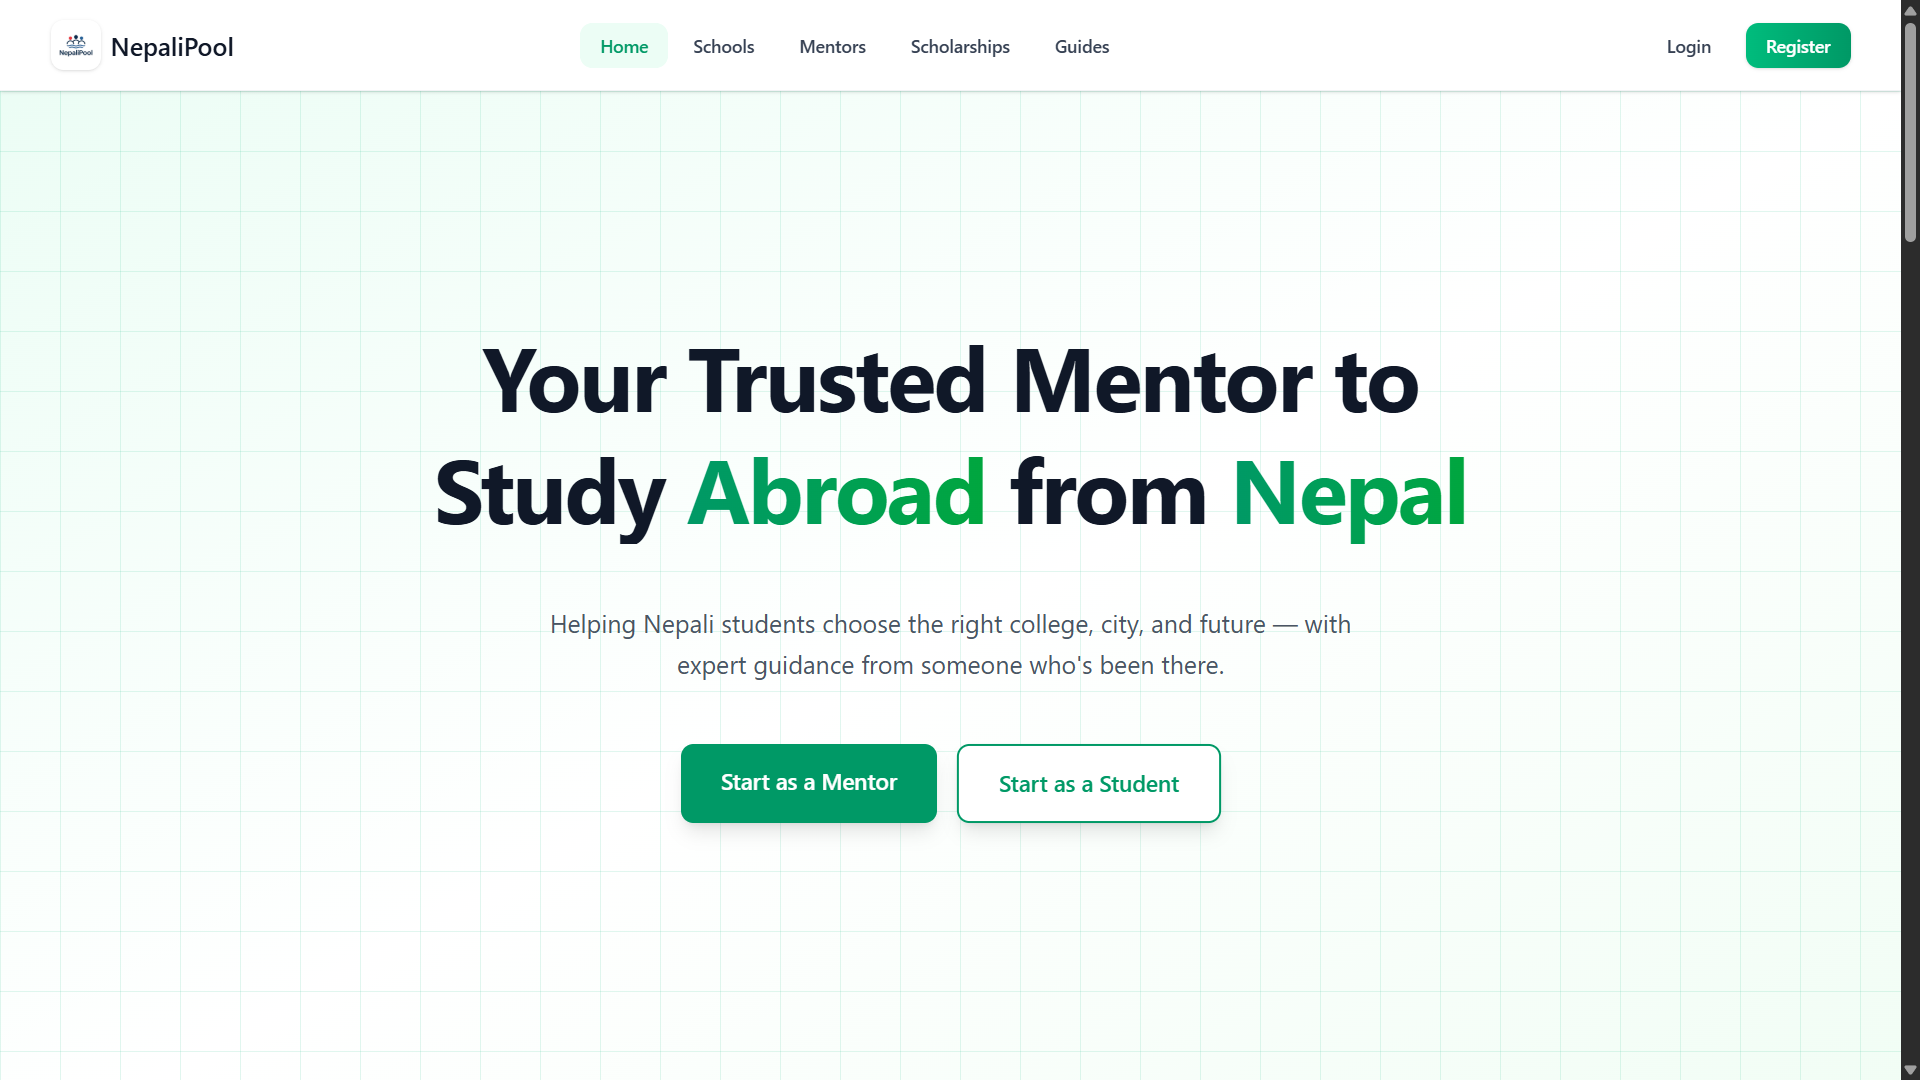 NepaliPool
NepaliPool
Home
Schools
Mentors
Scholarships
Guides
Login
Register
Your Trusted Mentor to
Study Abroad from Nepal
Helping Nepali students choose the right college, city, and future — with
expert guidance from someone who's been there.
Start as a Mentor
Start as a Student